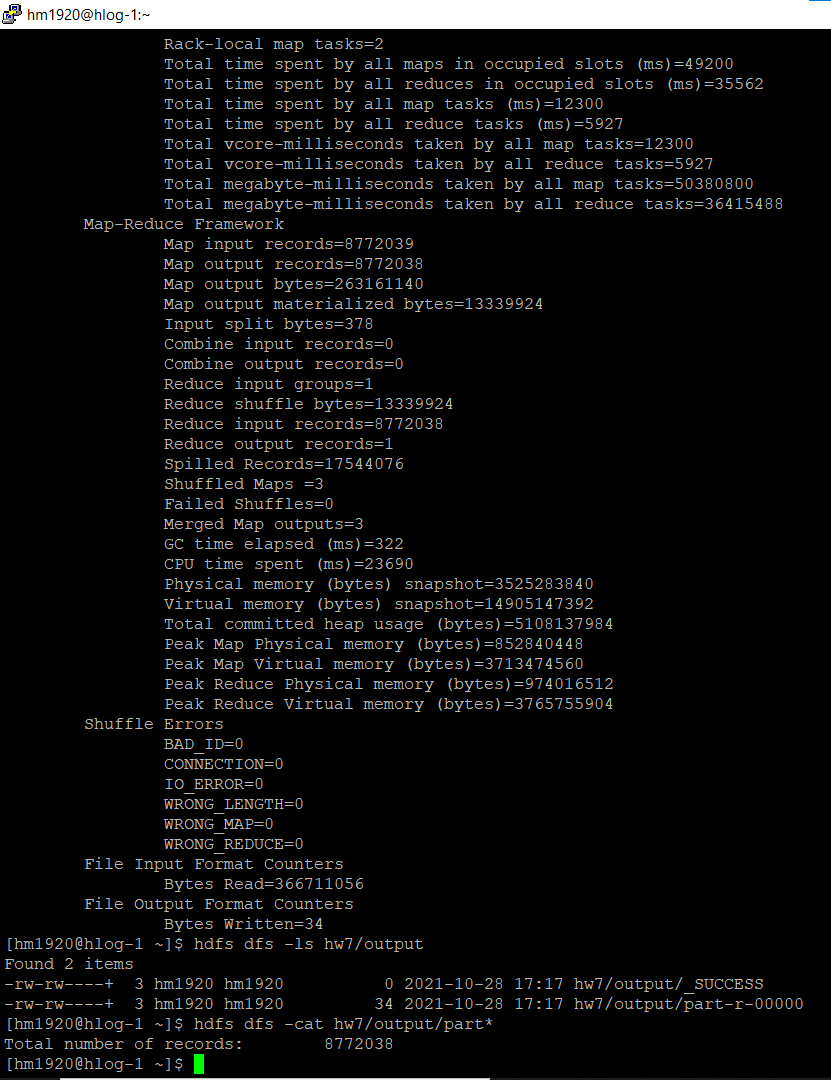 hm1920@hlog-1:~
Rack-local map tasks=2
Total time spent by all maps in occupied slots (ms)=49200
Total time spent by all reduces in occupied slots (ms)=35562
Total time spent by all map tasks (ms)=12300
Total time spent by all reduce tasks (ms)=5927
Total vcore-milliseconds taken by all map tasks=12300
Total vcore-milliseconds taken by all reduce tasks=5927
Total megabyte-milliseconds taken by all map tasks=50380800
Total megabyte-milliseconds taken by all reduce tasks=36415488
Map-Reduce Framework
Map input records=8772039
Map output records=8772038
Map output bytes=263161140
Map output materialized bytes=13339924
Input split bytes=378
Combine input records=0
Combine output records=0
Reduce input groups=1
Reduce shuffle bytes=13339924
Reduce input records=8772038
Reduce output records=1
Spilled Records=17544076
Shuffled Maps =3
Failed Shuffles=0
Merged Map outputs=3
GC time elapsed (ms)=322
CPU time spent (ms)=23690
Physical memory (bytes) snapshot=3525283840
Virtual memory (bytes) snapshot=14905147392
Total committed heap usage (bytes)=5108137984
Peak Map Physical memory (bytes)=852840448
Peak Map Virtual memory (bytes)=3713474560
Peak Reduce Physical memory (bytes)=974016512
Peak Reduce Virtual memory (bytes)=3765755904
Shuffle Errors
BAD_ID=0
CONNECTION=0
IO_ERROR=0
WRONG_LENGTH=0
WRONG_MAP=0
WRONG_REDUCE=0
File Input Format Counters
Bytes Read=366711056
File Output Format Counters
Bytes Written=34
[hm1920@hlog-1 ~]$ hdfs dfs -ls hw7/output
Found 2 items
-rw-rw----+  3 hm1920 hm1920          0 2021-10-28 17:17 hw7/output/_SUCCESS
-rw-rw----+  3 hm1920 hm1920         34 2021-10-28 17:17 hw7/output/part-r-00000
[hm1920@hlog-1 ~]$ hdfs dfs -cat hw7/output/part*
Total number of records:        8772038
[hm1920@hlog-1 ~]$